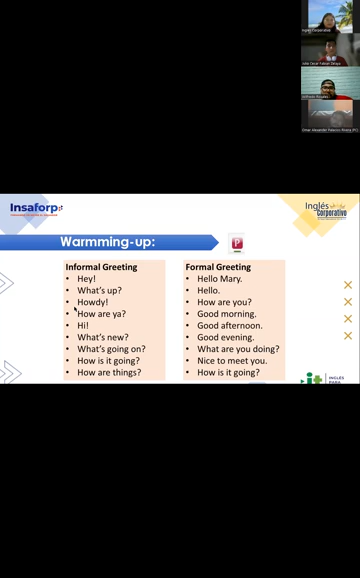 Insaforp
Inglés
Corporativo
Warmming-up:
Informal Greeting
• Hey!
• What's up?
• Howdy!
• How are ya?
• Hi!
• What's new?
• What's going on?
• How is it going?
• How are things?
Formal Greeting
• Hello Mary.
• Hello.
• How are you?
• Good morning.
• Good afternoon.
• Good evening.
• What are you doing?
• Nice to meet you.
• How is it going?
INGLÉS
PARA